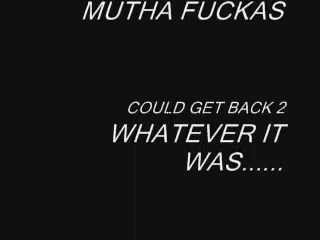 MUTHA FUCKAS
COULD GET BACK 2
WHATEVER IT
WAS......